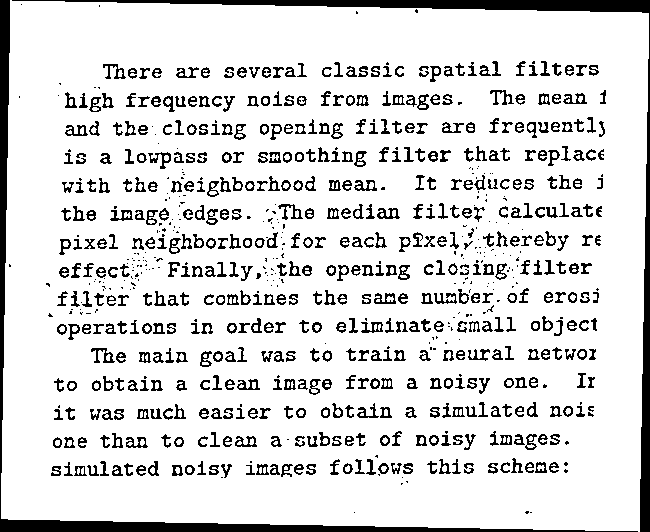 There are several classic spatial filters
high frequency noise from images. The mean
and the closing opening filter are frequently
is a lowpass or smoothing filter that replace
with the neighborhood mean. It reduces the
the image edges. The median filter calculate
pixel neighborhood for each pixel, thereby re
effect. Finally, the opening closing filter
filter that combines the same number of erosi
operations in order to eliminate small object
The main goal was to train a neural networ
to obtain a clean image from a noisy one. In
it was much easier to obtain a simulated nois
one than to clean a subset of noisy images.
simulated noisy images follows this scheme: